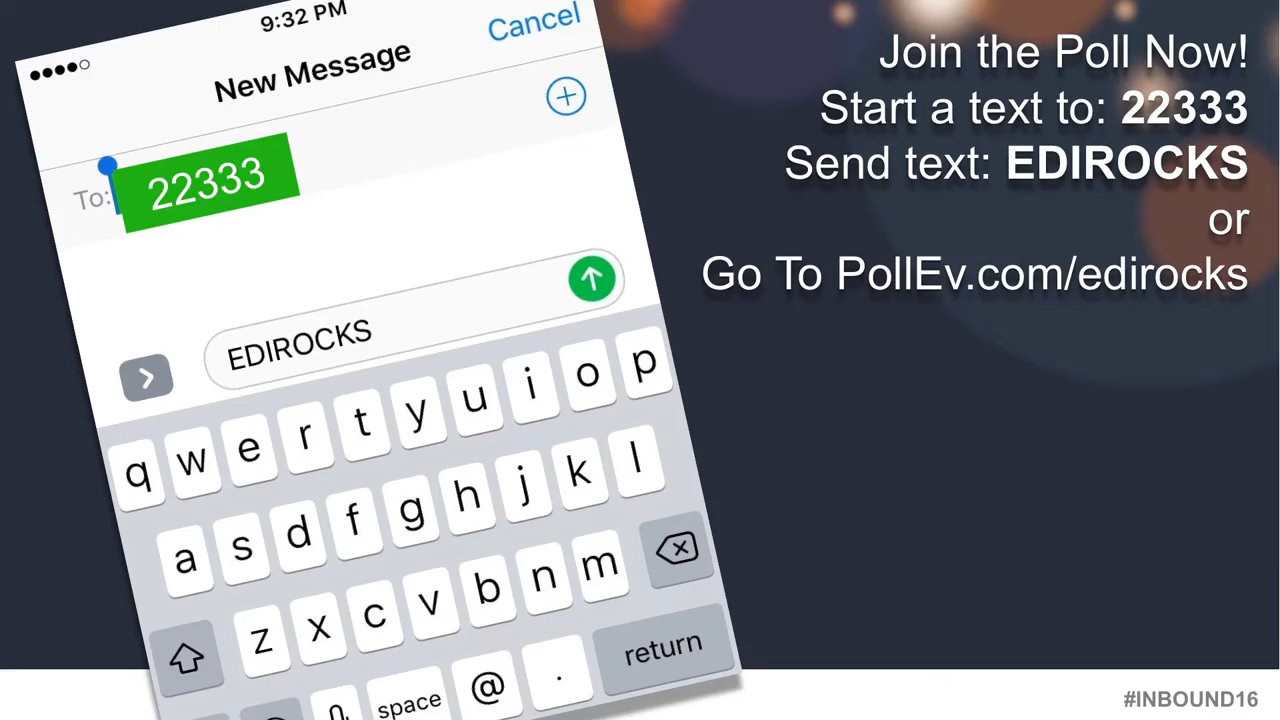 9:32 PM
New Message
Cancel
To:
22333
EDIROCKS
q w e r t y u i o p
a s d f g h j k l
z x c v b n m
space @ . return
Join the Poll Now!
Start a text to: 22333
Send text: EDIROCKS
or
Go To PollEv.com/edirocks
#INBOUND16